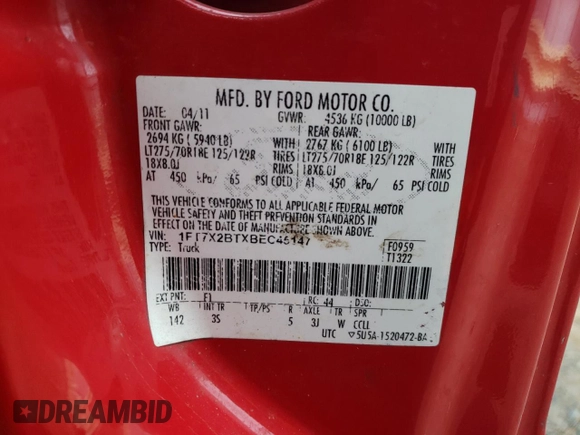 MFD. BY FORD MOTOR CO.
DATE: 04/11 GVWR: 4536 KG (10000 LB)
FRONT GAWR: REAR GAWR:
2694 KG ( 5940 LB) WITH 2767 KG ( 6100 LB) WITH
LT275/70R18E 125/122R TIRES LT275/70R18E 125/122R TIRES
18X8.0J RIMS 18X8.0J RIMS
AT 450 kPa/ 65 PSI COLD AT 450 kPa/ 65 PSI COLD
THIS VEHICLE CONFORMS TO ALL APPLICABLE FEDERAL MOTOR
VEHICLE SAFETY AND THEFT PREVENTION STANDARDS IN
EFFECT ON THE DATE OF MANUFACTURE SHOWN ABOVE.
VIN: 1FT7X2BTXBEC45147 F0959
TYPE: Truck T1322
EXT PNT: F1 RC: 44 DSO:
WB INT TR TP/PS R AXLE TR SPR
142 3S 5 3J W CCLL
UTC 5U5A-1520472-BA
DREAMBID